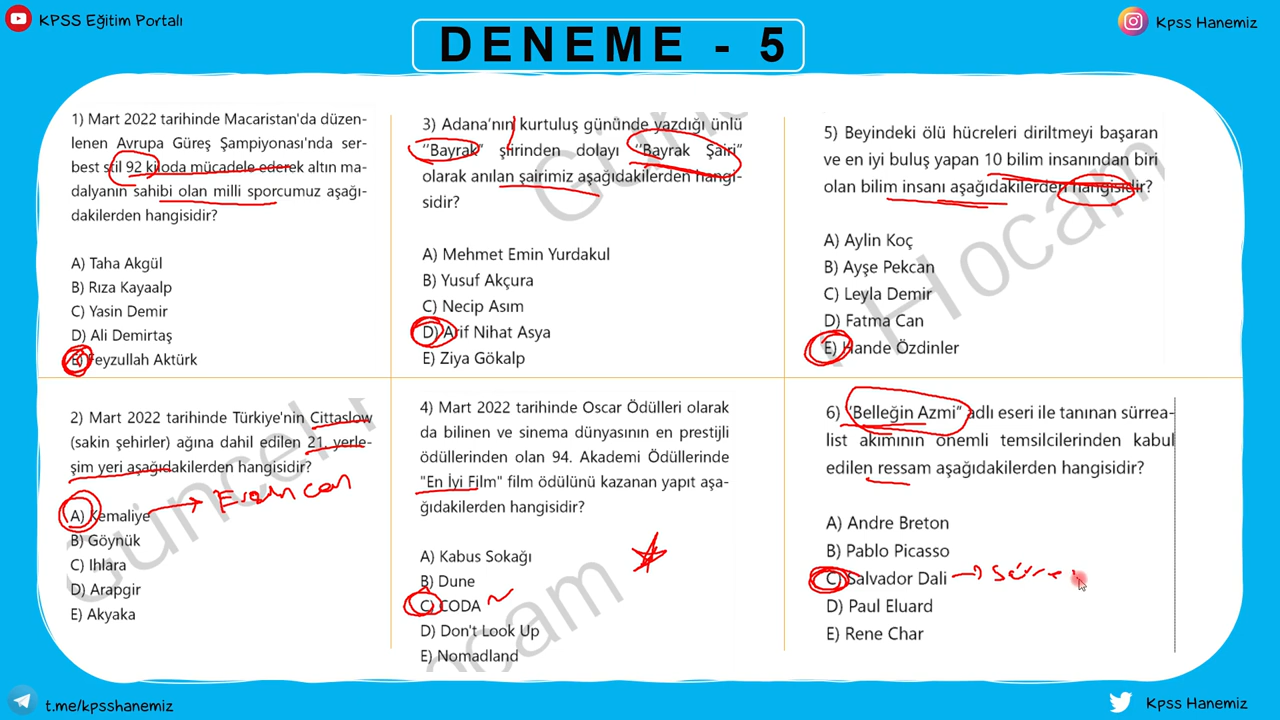 KPSS Eğitim Portalı
DENEME - 5
Kpss Hanemiz
1) Mart 2022 tarihinde Macaristan'da düzen-
lenen Avrupa Güreş Şampiyonası'nda ser-
best stil 92 kiloda mücadele ederek altın ma-
dalyanın sahibi olan milli sporcumuz aşağı-
dakilerden hangisidir?
A) Taha Akgül
B) Rıza Kayaalp
C) Yasin Demir
D) Ali Demirtaş
E) Feyzullah Aktürk
2) Mart 2022 tarihinde Türkiye'nin Cittaslow
(sakin şehirler) ağına dahil edilen 21. yerle-
şim yeri aşağıdakilerden hangisidir?
A) Kemaliye → Erzincan
B) Göynük
C) Ihlara
D) Arapgir
E) Akyaka
3) Adana'nın kurtuluş gününde yazdığı ünlü
''Bayrak" şiirinden dolayı ''Bayrak Şairi"
olarak anılan şairimiz aşağıdakilerden hangi-
sidir?
A) Mehmet Emin Yurdakul
B) Yusuf Akçura
C) Necip Asım
D) Arif Nihat Asya
E) Ziya Gökalp
4) Mart 2022 tarihinde Oscar Ödülleri olarak
da bilinen ve sinema dünyasının en prestijli
ödüllerinden olan 94. Akademi Ödüllerinde
"En İyi Film" film ödülünü kazanan yapıt aşa-
ğıdakilerden hangisidir?
A) Kabus Sokağı
B) Dune
C) CODA
D) Don't Look Up
E) Nomadland
5) Beyindeki ölü hücreleri diriltmeyi başaran
ve en iyi buluş yapan 10 bilim insanından biri
olan bilim insanı aşağıdakilerden hangisidir?
A) Aylin Koç
B) Ayşe Pekcan
C) Leyla Demir
D) Fatma Can
E) Hande Özdinler
6) ''Belleğin Azmi" adlı eseri ile tanınan sürrea-
list akımının önemli temsilcilerinden kabul
edilen ressam aşağıdakilerden hangisidir?
A) Andre Breton
B) Pablo Picasso
C) Salvador Dali → sürre
D) Paul Eluard
E) Rene Char
Güncel
Hocam
t.me/kpsshanemiz
Kpss Hanemiz